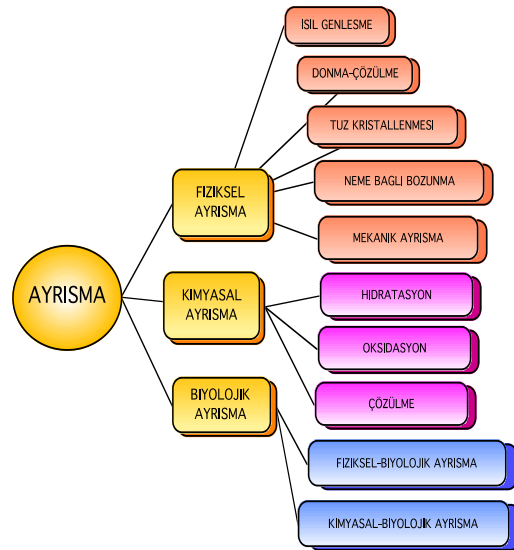 ISIL GENLESME
DONMA-ÇÖZÜLME
TUZ KRISTALLENMESI
FIZIKSEL
AYRISMA
NEME BAGLI BOZUNMA
MEKANIK AYRISMA
AYRISMA
KIMYASAL
AYRISMA
HIDRATASYON
OKSIDASYON
ÇÖZÜLME
BIYOLOJIK
AYRISMA
FIZIKSEL-BIYOLOJIK AYRISMA
KIMYASAL-BIYOLOJIK AYRISMA